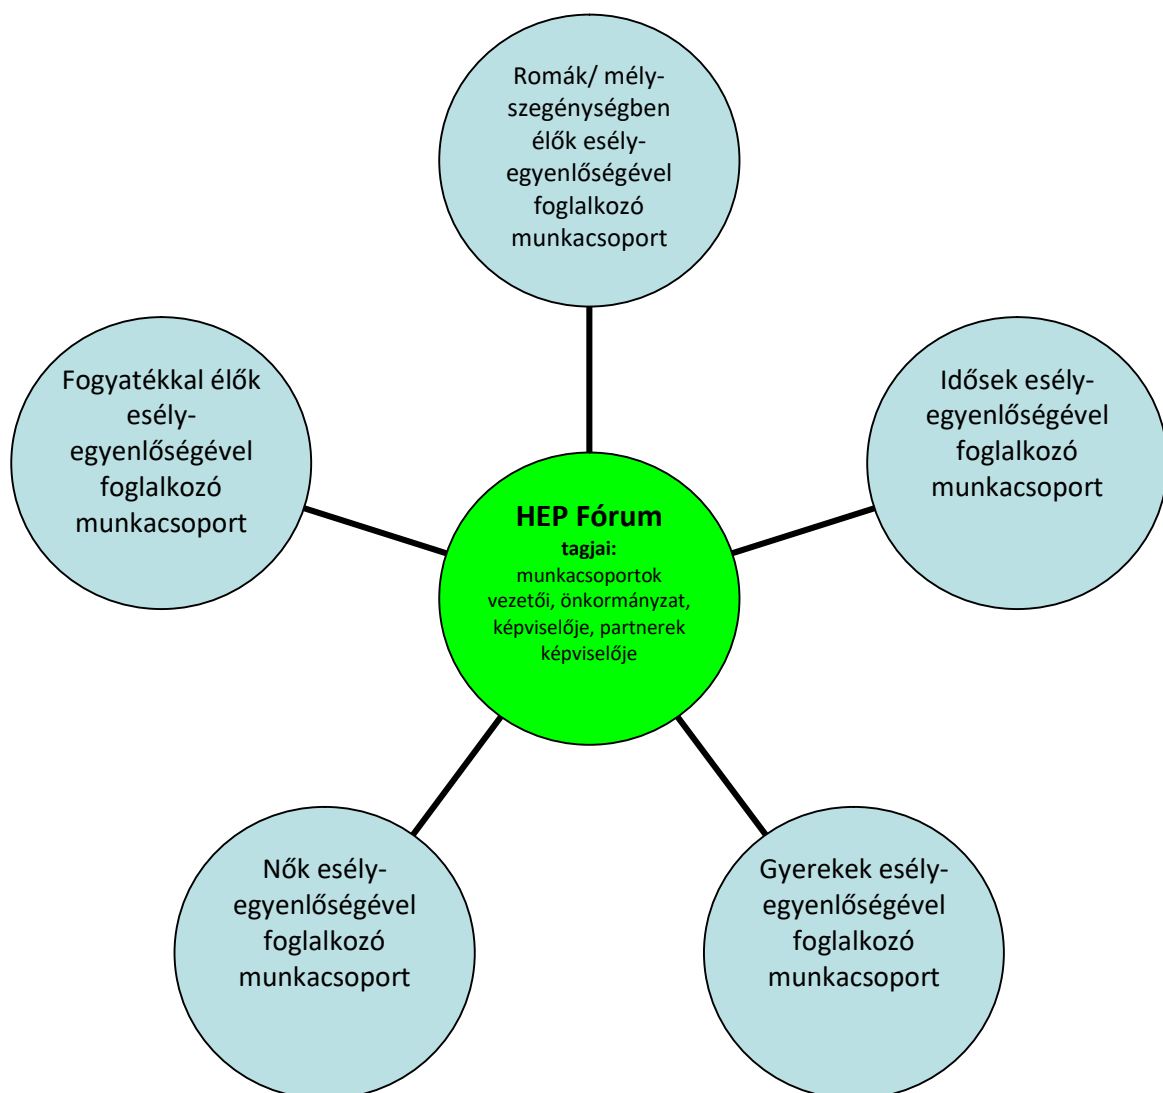 Romák/ mély-
szegénységben
élők esély-
egyenlőségével
foglalkozó
munkacsoport
Fogyatékkal élők
esély-
egyenlőségével
foglalkozó
munkacsoport
Idősek esély-
egyenlőségével
foglalkozó
munkacsoport
HEP Fórum
tagjai:
munkacsoportok
vezetői, önkormányzat,
képviselője, partnerek
képviselője
Nők esély-
egyenlőségével
foglalkozó
munkacsoport
Gyerekek esély-
egyenlőségével
foglalkozó
munkacsoport